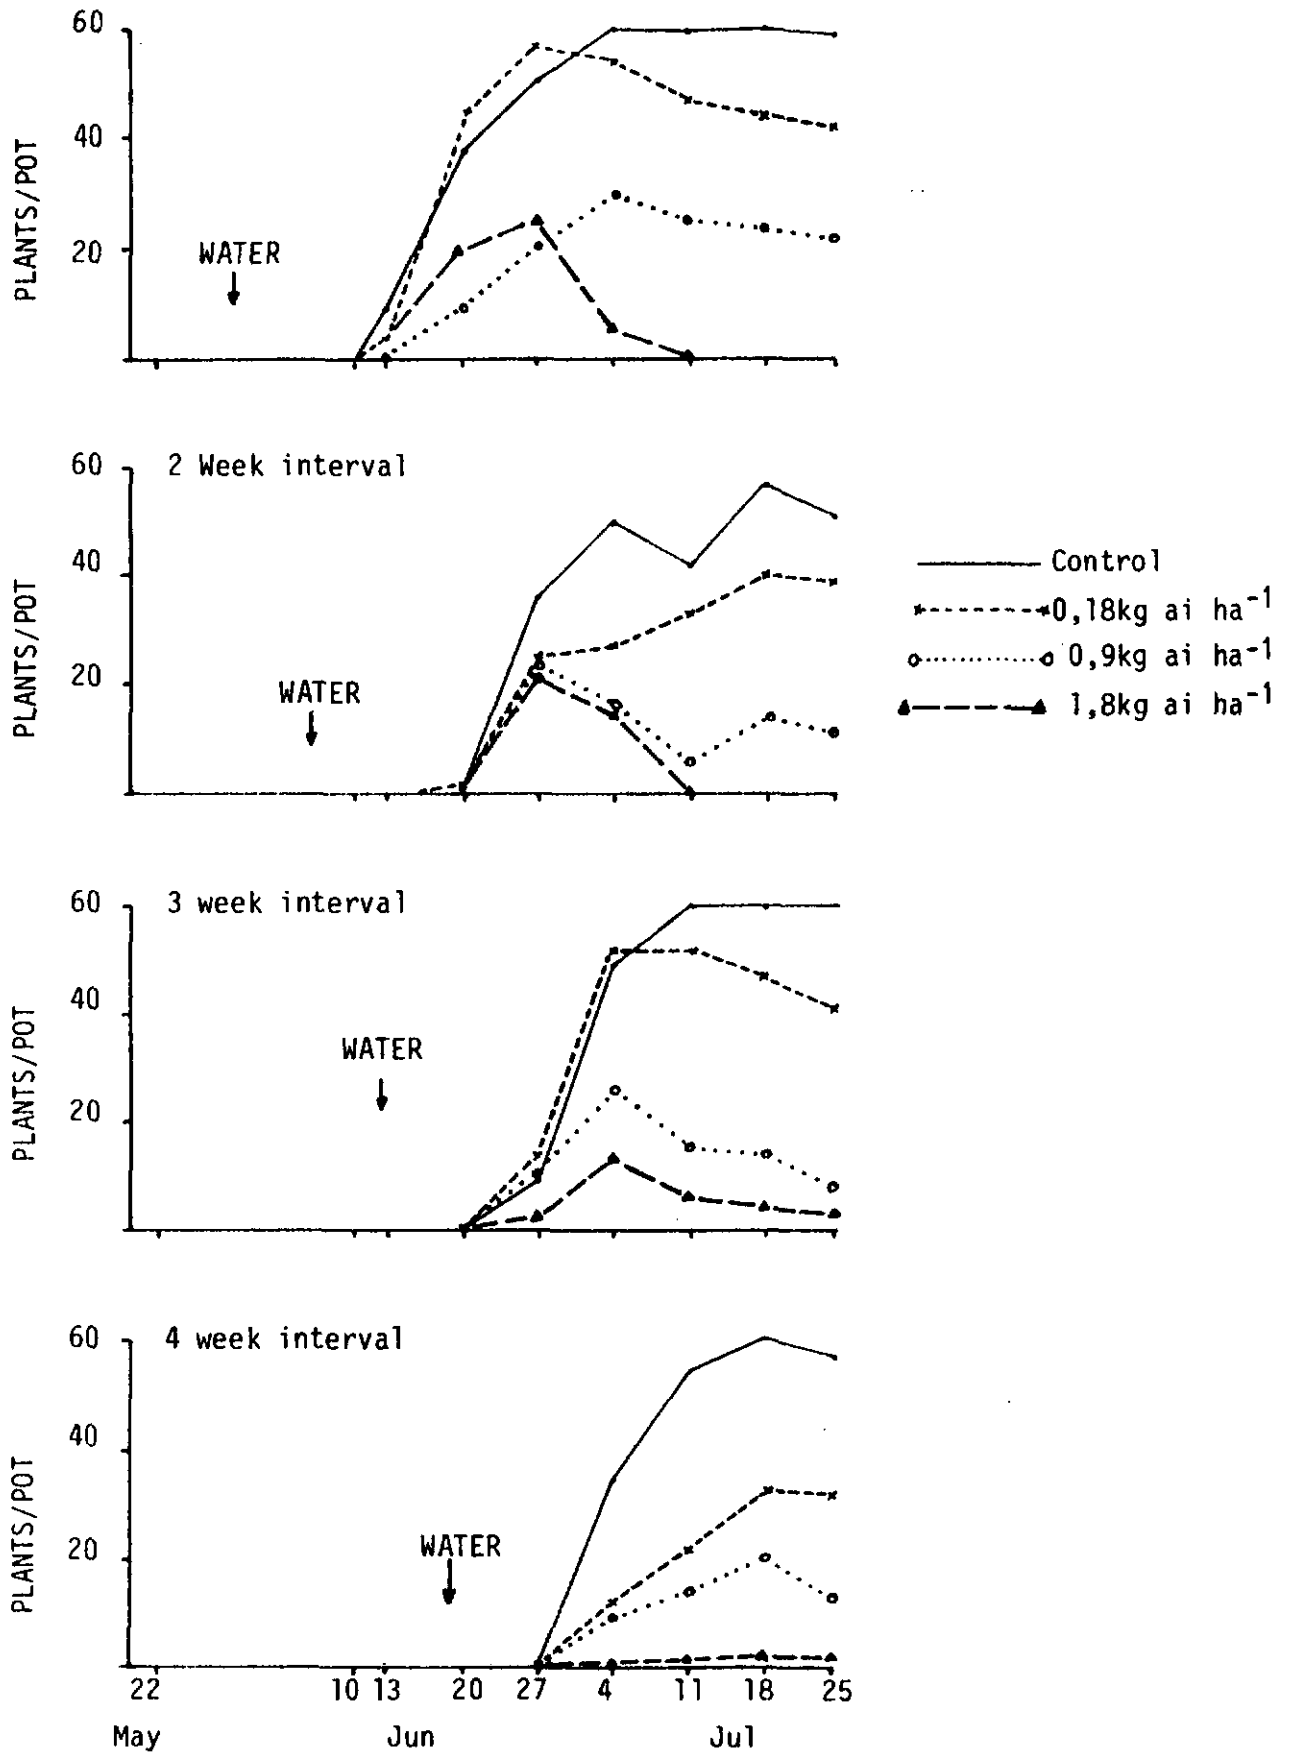 60
40
20
PLANTS/POT
WATER
60
2 Week interval
40
20
PLANTS/POT
WATER
Control
0,18kg ai ha⁻¹
0,9kg ai ha⁻¹
1,8kg ai ha⁻¹
60
3 week interval
40
20
PLANTS/POT
WATER
60
4 week interval
40
20
PLANTS/POT
WATER
22 10 13 20 27 4 11 18 25
May Jun Jul